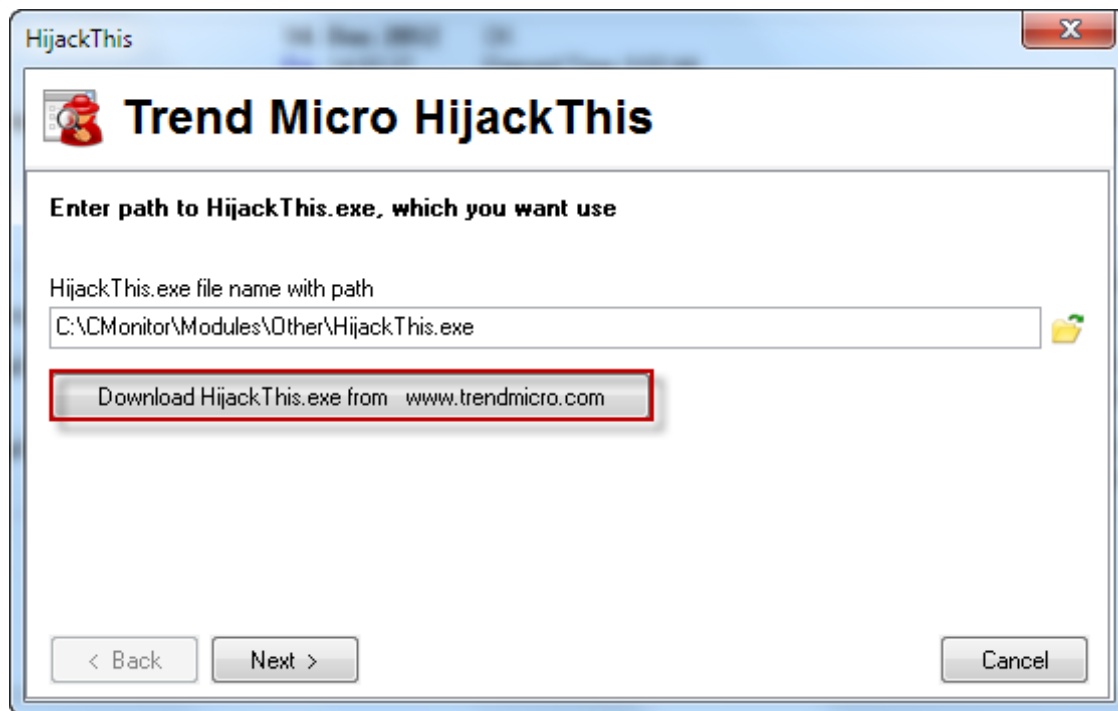 HijackThis
Trend Micro HijackThis
Enter path to HijackThis.exe, which you want use
HijackThis.exe file name with path
C:\CMonitor\Modules\Other\HijackThis.exe
Download HijackThis.exe from www.trendmicro.com
< Back Next > Cancel